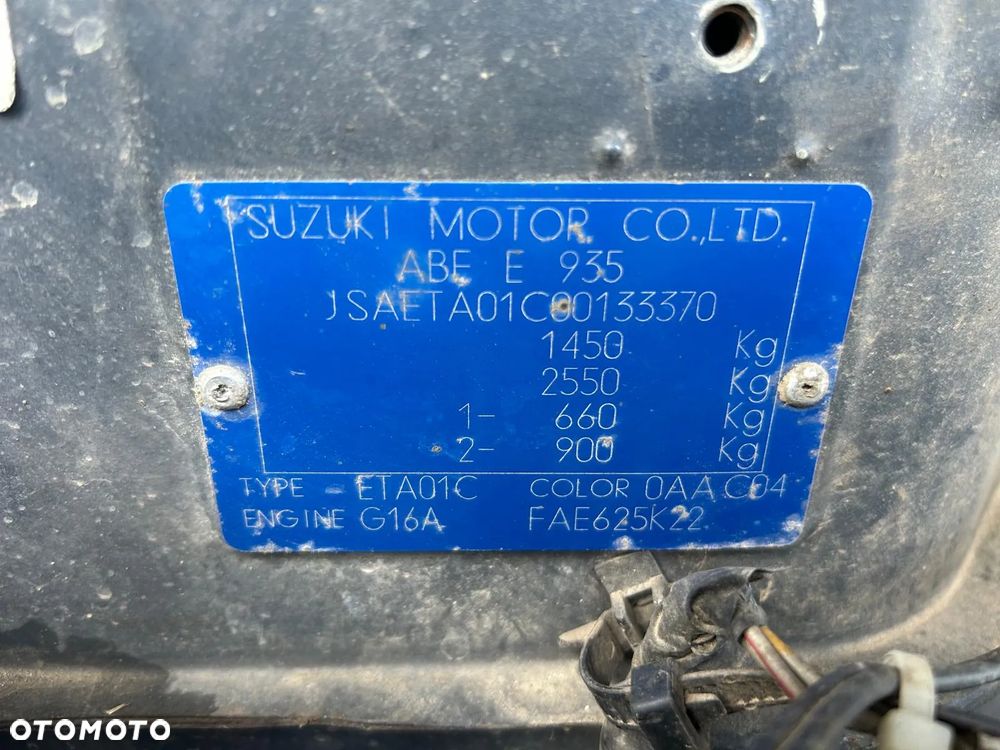 SUZUKI MOTOR CO.,LTD.
ABE E 935
JSAETA01C00133370
1450 Kg
2550 Kg
1- 660 Kg
2- 900 Kg
TYPE - ETA01C COLOR 0AA C04
ENGINE G16A FAE625K22
OTOMOTO